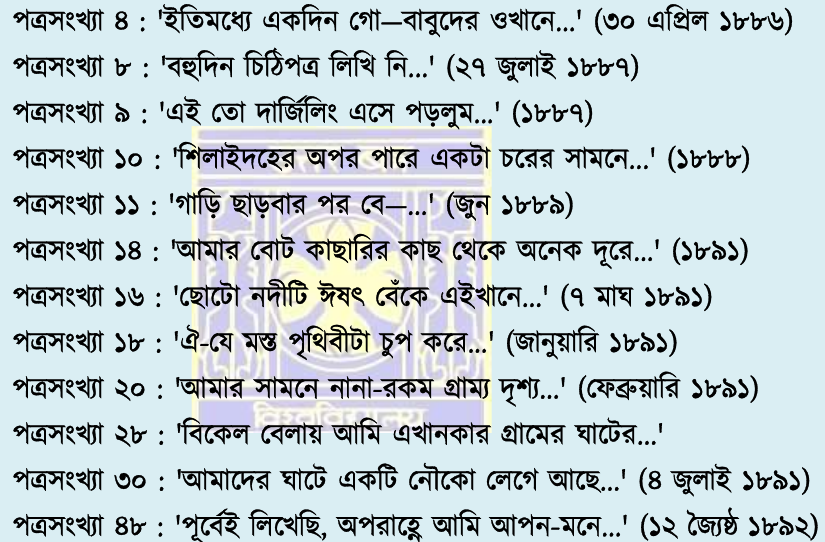 পত্রসংখ্যা ৪ : 'ইতিমধ্যে একদিন গো—বাবুদের ওখানে...' (৩০ এপ্রিল ১৮৮৬)
পত্রসংখ্যা ৮ : 'বহুদিন চিঠিপত্র লিখি নি...' (২৭ জুলাই ১৮৮৭)
পত্রসংখ্যা ৯ : 'এই তো দার্জিলিং এসে পড়লুম...' (১৮৮৭)
পত্রসংখ্যা ১০ : 'শিলাইদহের অপর পারে একটা চরের সামনে...' (১৮৮৮)
পত্রসংখ্যা ১১ : 'গাড়ি ছাড়বার পর বে—...' (জুন ১৮৮৯)
পত্রসংখ্যা ১৪ : 'আমার বোট কাছারির কাছ থেকে অনেক দূরে...' (১৮৯১)
পত্রসংখ্যা ১৬ : 'ছোটো নদীটি ঈষৎ বেঁকে এইখানে...' (৭ মাঘ ১৮৯১)
পত্রসংখ্যা ১৮ : 'ঐ-যে মস্ত পৃথিবীটা চুপ করে...' (জানুয়ারি ১৮৯১)
পত্রসংখ্যা ২০ : 'আমার সামনে নানা-রকম গ্রাম্য দৃশ্য...' (ফেব্রুয়ারি ১৮৯১)
পত্রসংখ্যা ২৮ : 'বিকেল বেলায় আমি এখানকার গ্রামের ঘাটের...'
পত্রসংখ্যা ৩০ : 'আমাদের ঘাটে একটি নৌকো লেগে আছে...' (৪ জুলাই ১৮৯১)
পত্রসংখ্যা ৪৮ : 'পূর্বেই লিখেছি, অপরাহ্ণে আমি আপন-মনে...' (১২ জ্যৈষ্ঠ ১৮৯২)